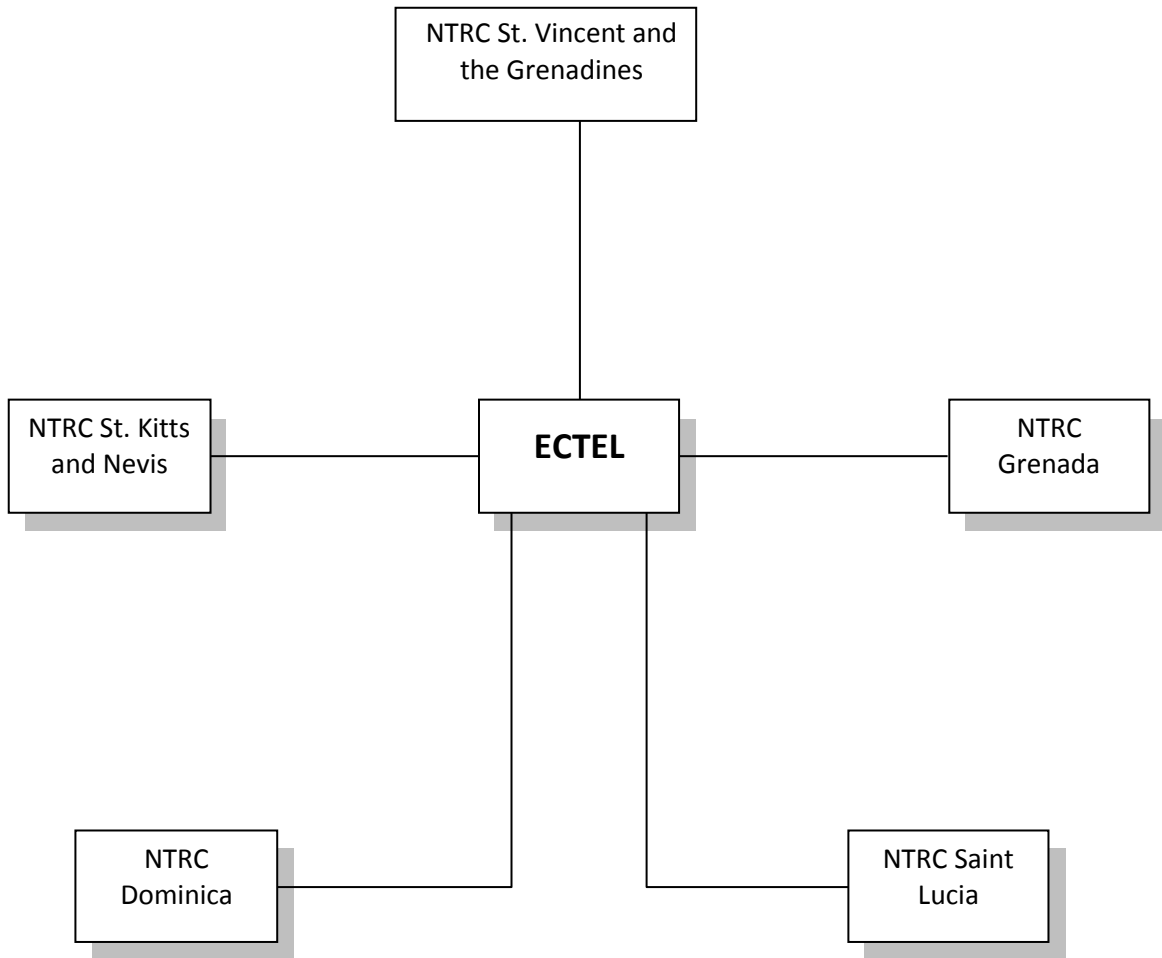 NTRC St. Vincent and
the Grenadines
NTRC St. Kitts
and Nevis
ECTEL
NTRC
Grenada
NTRC
Dominica
NTRC Saint
Lucia